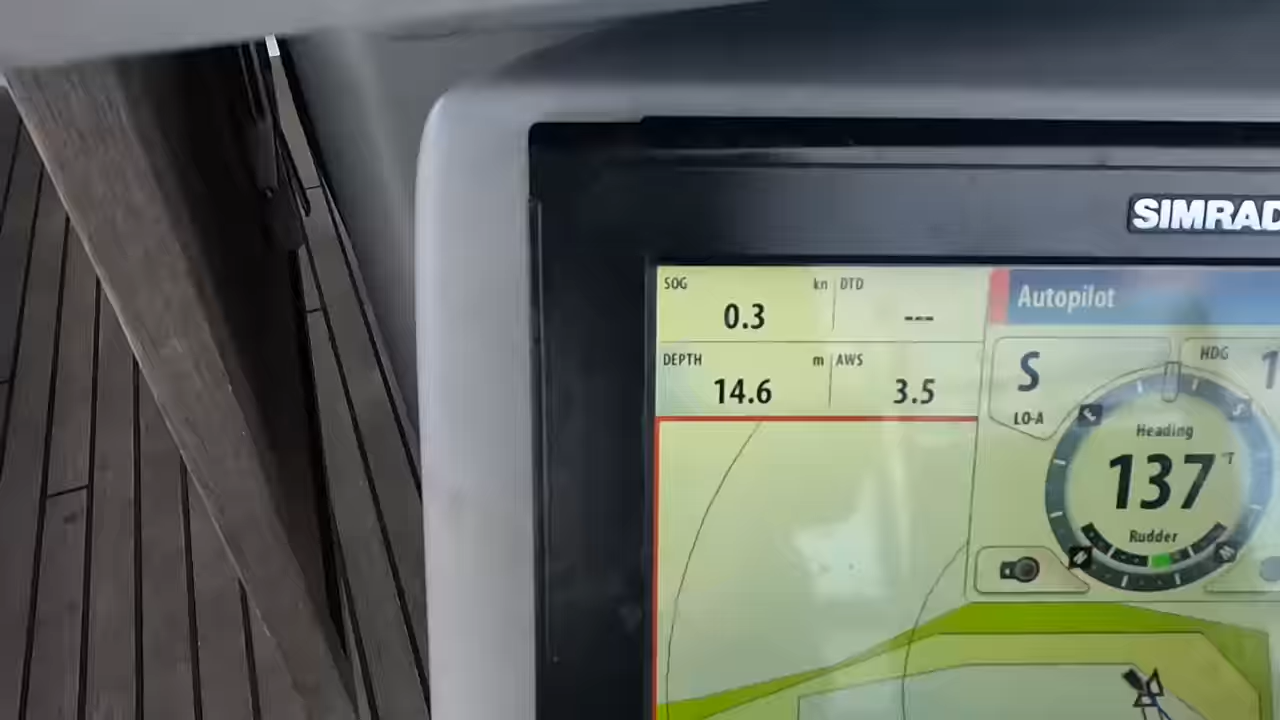 SIMRAD
SOG kn DTD
0.3 ---
DEPTH m AWS
14.6 3.5
Autopilot
S
LO-A
HDG
Heading
137 °T
Rudder